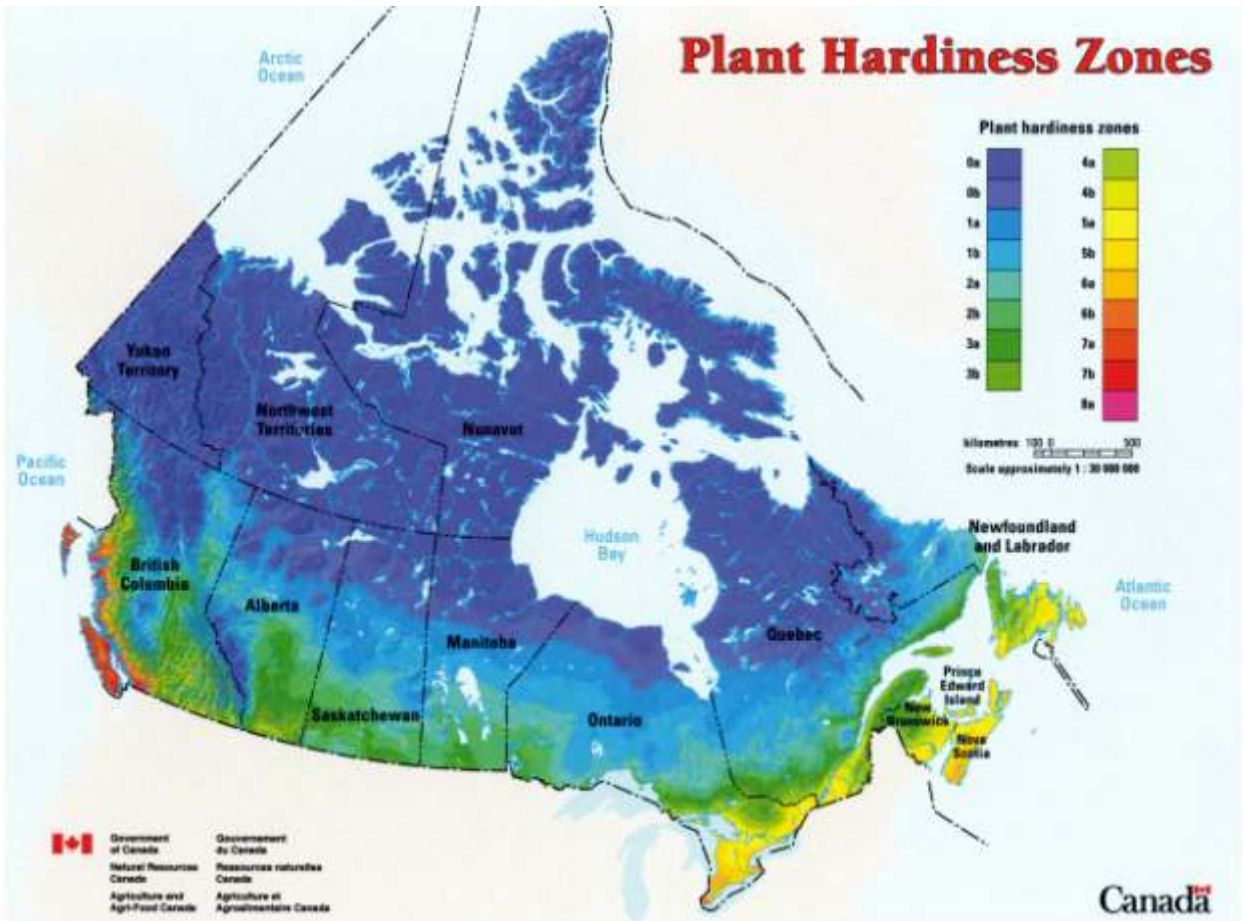 Plant Hardiness Zones
Arctic
Ocean
Plant hardiness zones
0a
0b
1a
1b
2a
2b
3a
3b
4a
4b
5a
5b
6a
6b
7a
7b
8a
kilometres 100 0 500
Scale approximately 1 : 30 000 000
Yukon
Territory
Northwest
Territories
Nunavut
Pacific
Ocean
Hudson
Bay
Newfoundland
and Labrador
British
Columbia
Alberta
Atlantic
Ocean
Manitoba
Quebec
Prince
Edward
Island
Saskatchewan
Ontario
New
Brunswick
Nova
Scotia
Government
of Canada
Gouvernement
du Canada
Natural Resources
Canada
Ressources naturelles
Canada
Agriculture and
Agri-Food Canada
Agriculture et
Agroalimentaire Canada
Canada